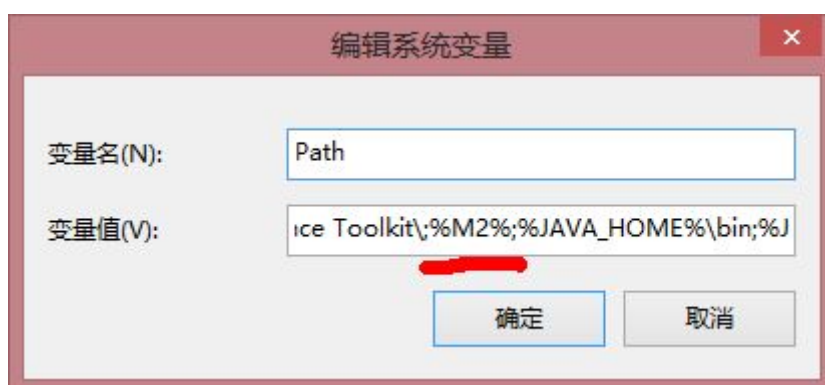 编辑系统变量
变量名(N):
Path
变量值(V):
ice Toolkit\;%M2%;%JAVA_HOME%\bin;%J
确定
取消